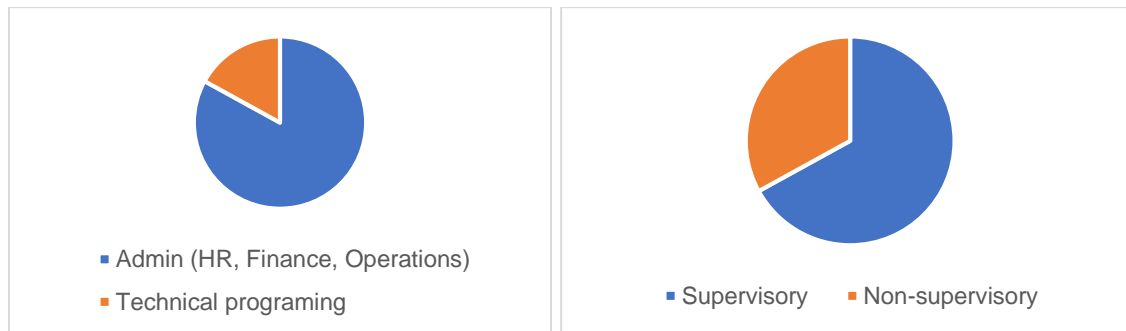 Admin (HR, Finance, Operations)
Technical programing
Supervisory
Non-supervisory